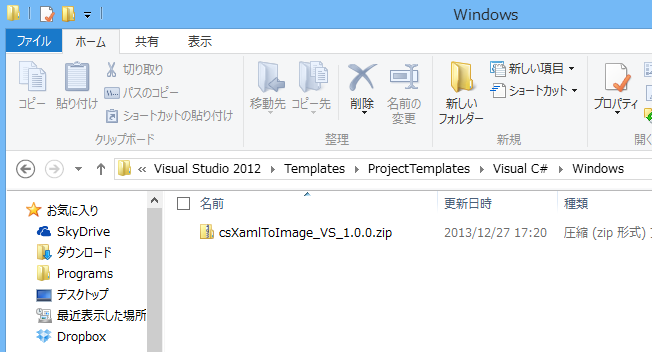 Windows
ファイル ホーム 共有 表示
コピー 貼り付け 切り取り
パスのコピー
ショートカットの貼り付け
クリップボード
移動先 コピー先 削除 名前の変更
整理
新しいフォルダー 新しい項目
ショートカット
新規
プロパティ
開く
« Visual Studio 2012 Templates ProjectTemplates Visual C# Windows
名前 更新日時 種類
csXamlToImage_VS_1.0.0.zip 2013/12/27 17:20 圧縮 (zip 形式)
お気に入り
SkyDrive
ダウンロード
Programs
デスクトップ
最近表示した場所
Dropbox